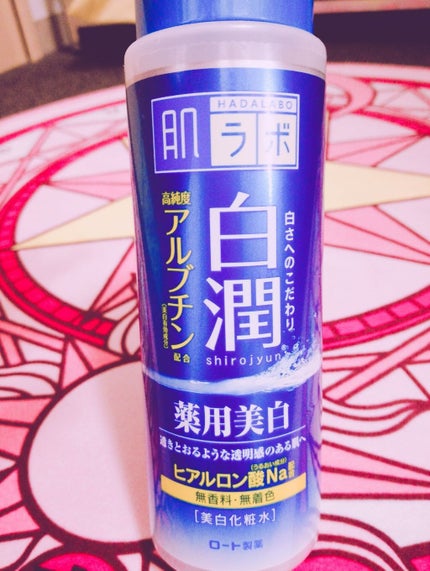 HADALABO
肌ラボ
白さへのこだわり
白潤®
shirojyun
高純度
アルブチン
(美白有効成分)
配合
薬用美白
透きとおるような透明感のある肌へ
(うるおい成分)
ヒアルロン酸Na配合
無香料・無着色
[美白化粧水]
ロート製薬